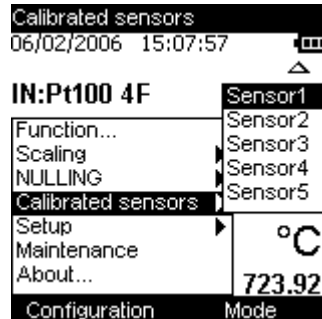 Calibrated sensors
06/02/2006 15:07:57
IN:Pt100 4F
Sensor1
Sensor2
Sensor3
Sensor4
Sensor5
Function...
Scaling
NULLING
Calibrated sensors
Setup
Maintenance
About...
°C
723.92
Configuration Mode